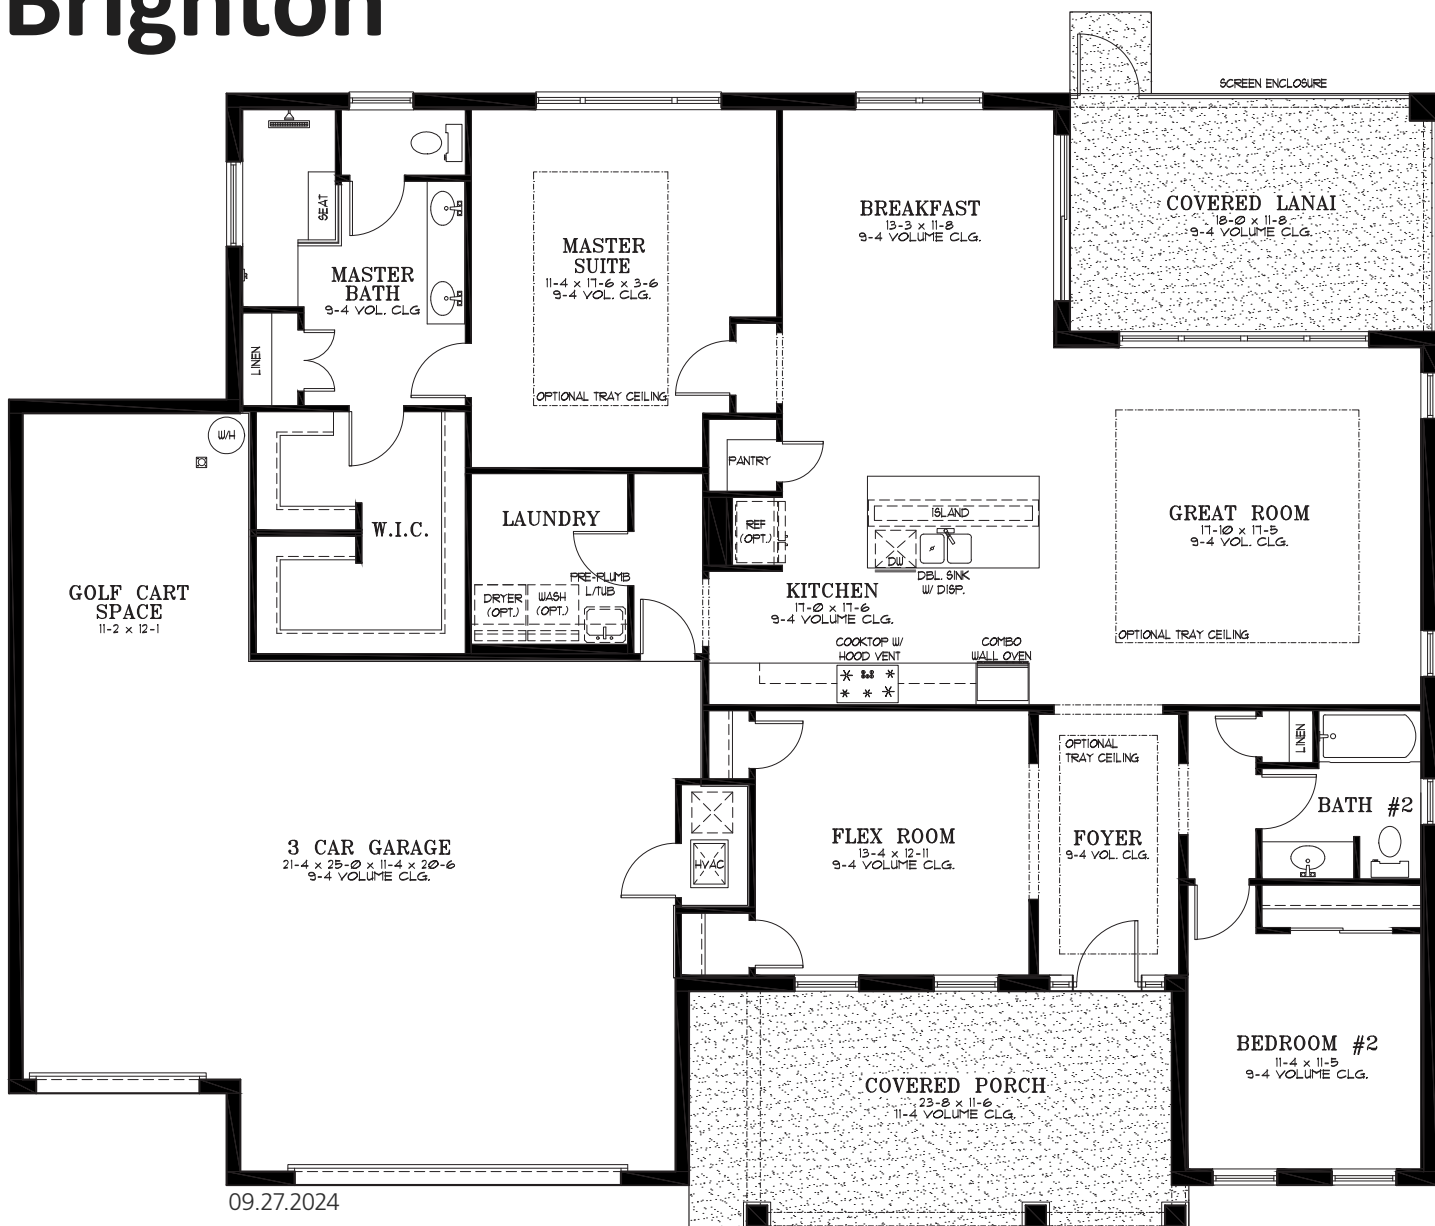 Brighton
SCREEN ENCLOSURE
COVERED LANAI
18-0 x 11-8
9-4 VOLUME CLG.
BREAKFAST
13-3 x 11-8
9-4 VOLUME CLG.
SEAT
MASTER
SUITE
11-4 x 17-6 x 3-6
9-4 VOL. CLG.
MASTER
BATH
9-4 VOL. CLG
LINEN
OPTIONAL TRAY CEILING
W/H
PANTRY
W.I.C.
LAUNDRY
REF
(OPT.)
ISLAND
DW
DBL. SINK
W/ DISP.
GREAT ROOM
17-10 x 17-5
9-4 VOL. CLG.
OPTIONAL TRAY CEILING
GOLF CART
SPACE
11-2 x 12-1
PRE-PLUMB
L/TUB
DRYER
(OPT.)
WASH
(OPT.)
KITCHEN
17-0 x 17-6
9-4 VOLUME CLG.
COOKTOP W/
HOOD VENT
COMBO
WALL OVEN
OPTIONAL
TRAY CEILING
LINEN
BATH #2
3 CAR GARAGE
21-4 x 25-0 x 11-4 x 20-6
9-4 VOLUME CLG.
HVAC
FLEX ROOM
13-4 x 12-11
9-4 VOLUME CLG.
FOYER
9-4 VOL. CLG.
BEDROOM #2
11-4 x 11-5
9-4 VOLUME CLG.
COVERED PORCH
23-8 x 11-6
11-4 VOLUME CLG.
09.27.2024